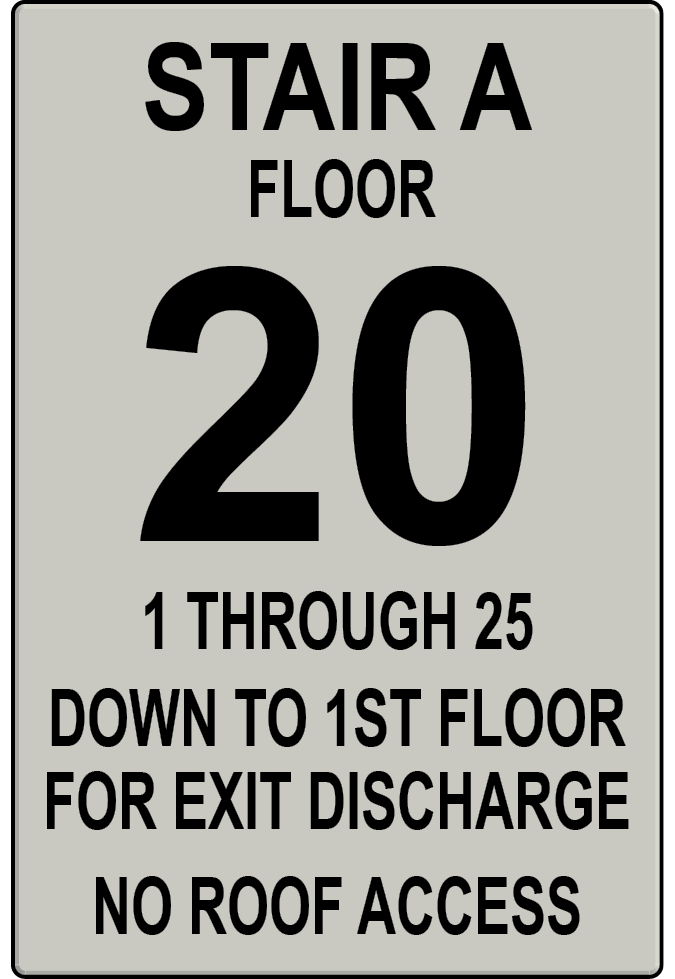 STAIR A
FLOOR
20
1 THROUGH 25
DOWN TO 1ST FLOOR
FOR EXIT DISCHARGE
NO ROOF ACCESS